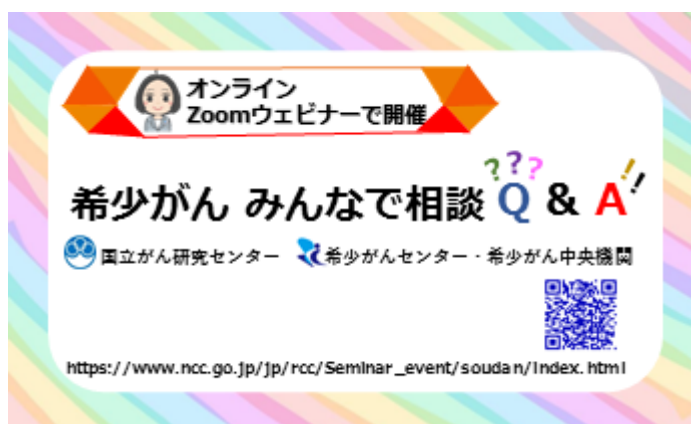 オンライン
Zoomウェビナーで開催
???
!!
希少がん みんなで相談 Q & A
国立がん研究センター 希少がんセンター・希少がん中央機関
https://www.ncc.go.jp/jp/rcc/Seminar_event/soudan/index.html